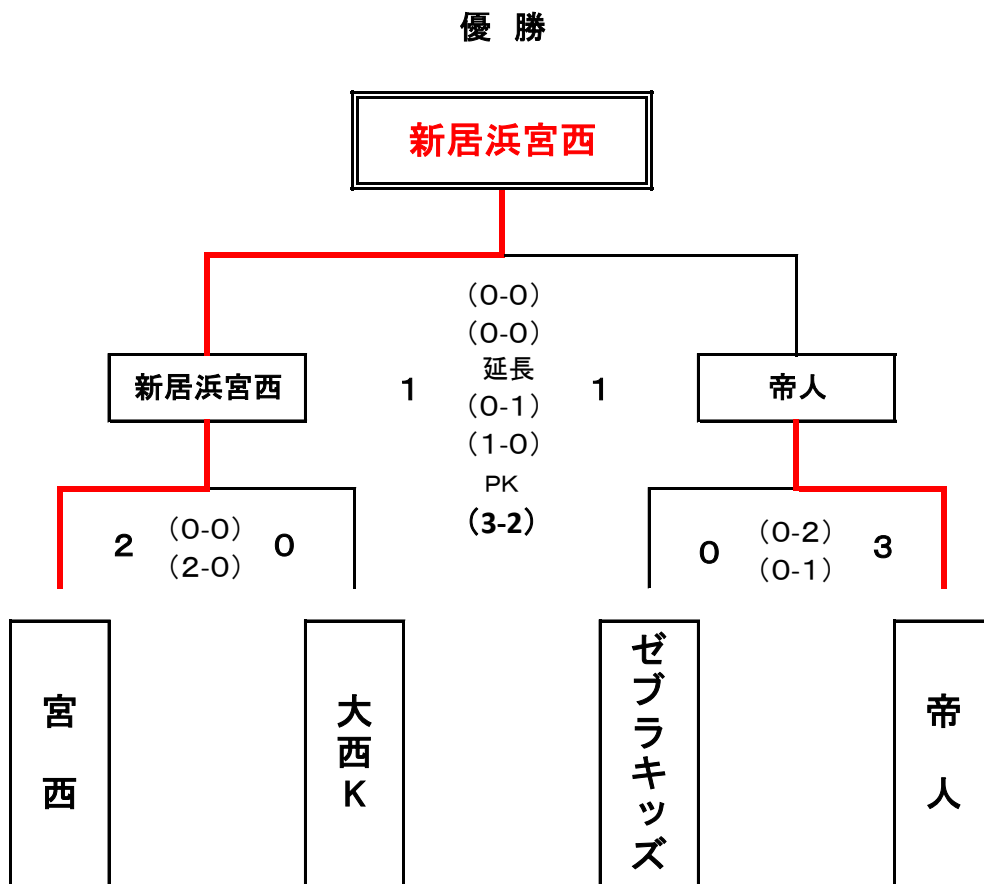 優 勝
新居浜宮西
(0-0)
(0-0)
新居浜宮西 1 延長 1 帝人
(0-1)
(1-0)
PK
(3-2)
2 (0-0) 0
(2-0)
0 (0-2) 3
(0-1)
宮西
大西K
ゼブラキッズ
帝人